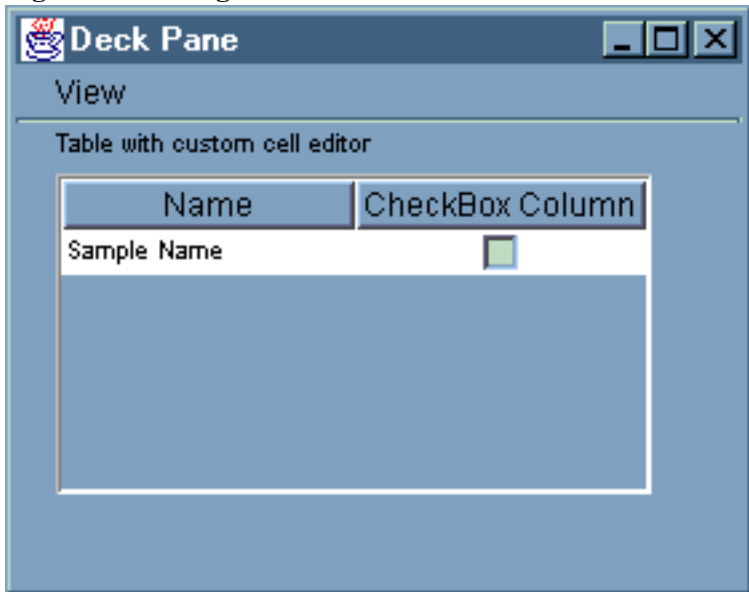 Deck Pane
View
Table with custom cell editor
Name CheckBox Column
Sample Name